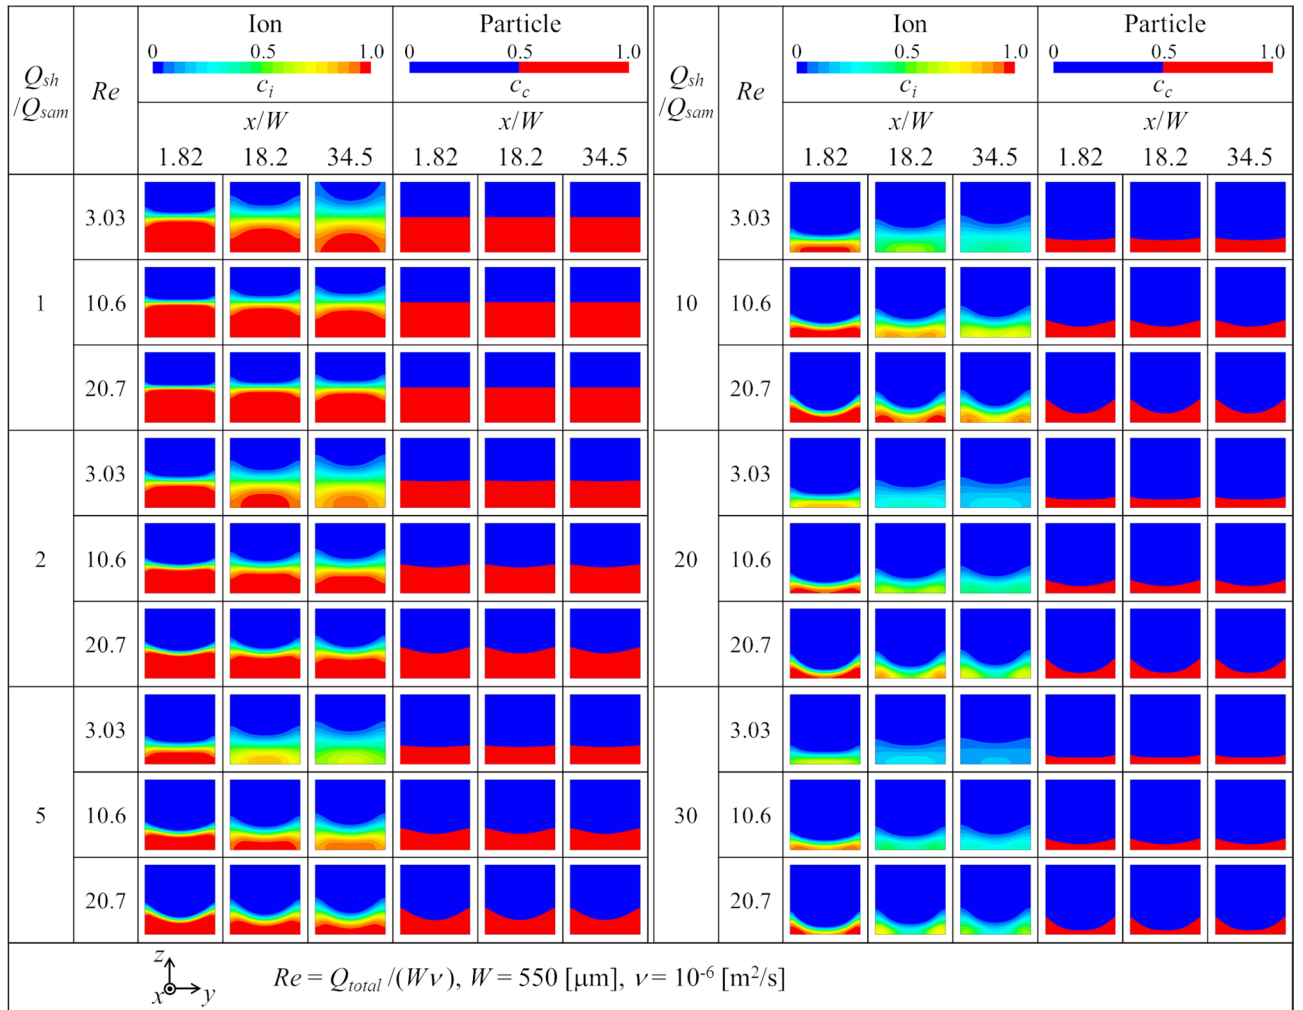 Q_sh /Q_sam Re Ion Particle Q_sh /Q_sam Re Ion Particle
0 0.5 1.0 0 0.5 1.0 0 0.5 1.0 0 0.5 1.0
c_i c_c c_i c_c
x/W x/W x/W x/W
1.82 18.2 34.5 1.82 18.2 34.5 1.82 18.2 34.5 1.82 18.2 34.5
3.03 3.03
1 10.6 10 10.6
20.7 20.7
3.03 3.03
2 10.6 20 10.6
20.7 20.7
3.03 3.03
5 10.6 30 10.6
20.7 20.7
z
x y
Re = Q_total /(Wν), W = 550 [μm], ν = 10⁻⁶ [m²/s]